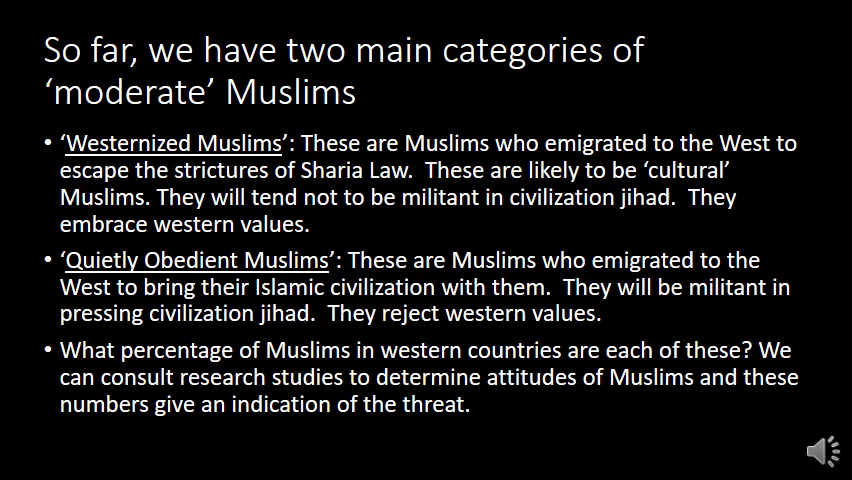 So far, we have two main categories of
‘moderate’ Muslims
• ‘Westernized Muslims’: These are Muslims who emigrated to the West to
escape the strictures of Sharia Law.  These are likely to be ‘cultural’
Muslims. They will tend not to be militant in civilization jihad.  They
embrace western values.
• ‘Quietly Obedient Muslims’: These are Muslims who emigrated to the
West to bring their Islamic civilization with them.  They will be militant in
pressing civilization jihad.  They reject western values.
• What percentage of Muslims in western countries are each of these? We
can consult research studies to determine attitudes of Muslims and these
numbers give an indication of the threat.